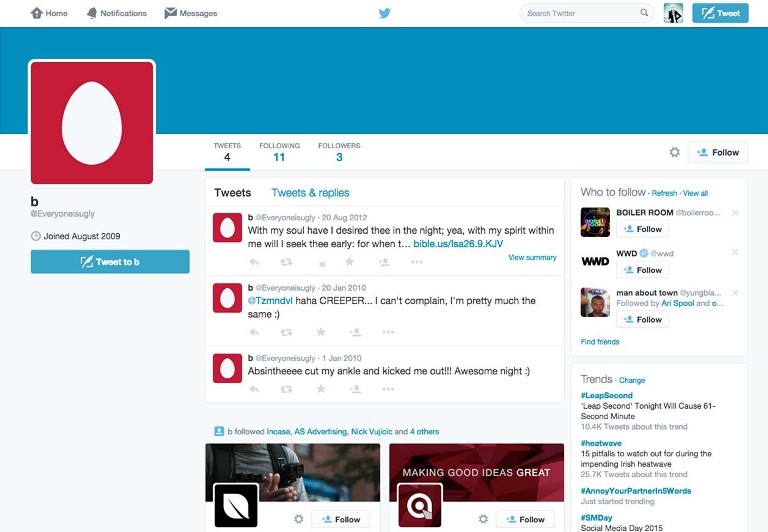 Home
Notifications
Messages
Search Twitter
Tweet
TWEETS
4
FOLLOWING
11
FOLLOWERS
3
Follow
b
@Everyoneisugly
Joined August 2009
Tweet to b
Tweets
Tweets & replies
b @Everyoneisugly · 20 Aug 2012
With my soul have I desired thee in the night; yea, with my spirit within
me will I seek thee early: for when t... bible.us/Isa26.9.KJV
View summary
b @Everyoneisugly · 20 Jan 2010
@Tzmndvl haha CREEPER... I can't complain, I'm pretty much the
same :)
b @Everyoneisugly · 1 Jan 2010
Absintheeee cut my ankle and kicked me out!!! Awesome night :)
b followed Incase, AS Advertising, Nick Vujicic and 4 others
Follow
MAKING GOOD IDEAS GREAT
Follow
Who to follow · Refresh · View all
BOILER ROOM @boilerroo...
Follow
WWD
WWD @wwd
Follow
man about town @yungbla...
Followed by Ari Spool and o...
Follow
Find friends
Trends · Change
#LeapSecond
'Leap Second' Tonight Will Cause 61-
Second Minute
10.4K Tweets about this trend
#heatwave
15 pitfalls to watch out for during the
impending Irish heatwave
25.7K Tweets about this trend
#AnnoyYourPartnerIn5Words
Just started trending
#SMDay
Social Media Day 2015